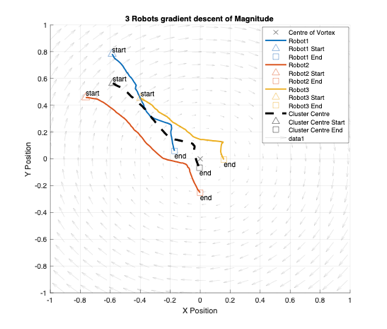 3 Robots gradient descent of Magnitude
Centre of Vortex
Robot1
Robot1 Start
Robot1 End
Robot2
Robot2 Start
Robot2 End
Robot3
Robot3 Start
Robot3 End
Cluster Centre
Cluster Centre Start
Cluster Centre End
data1
start
start
start
start
end
end
end
end
1
0.8
0.6
0.4
0.2
0
-0.2
-0.4
-0.6
-0.8
-1
Y Position
-1
-0.8
-0.6
-0.4
-0.2
0
0.2
0.4
0.6
0.8
1
X Position